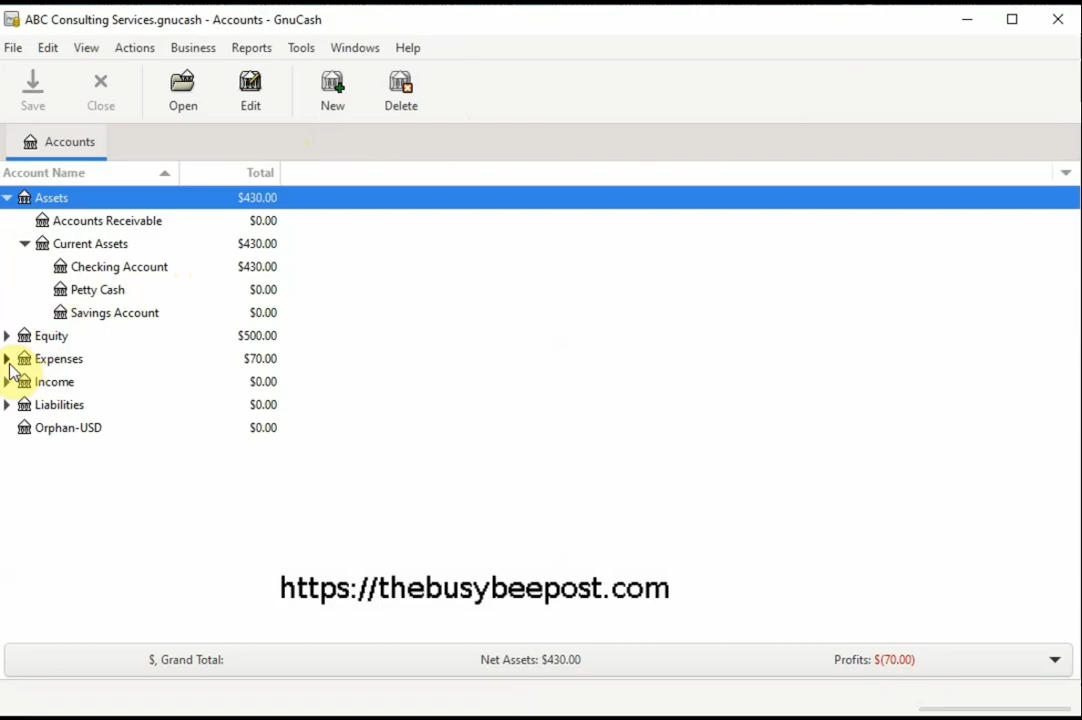 ABC Consulting Services.gnucash - Accounts - GnuCash
File Edit View Actions Business Reports Tools Windows Help
Save Close Open Edit New Delete
Accounts
Account Name Total
Assets $430.00
Accounts Receivable $0.00
Current Assets $430.00
Checking Account $430.00
Petty Cash $0.00
Savings Account $0.00
Equity $500.00
Expenses $70.00
Income $0.00
Liabilities $0.00
Orphan-USD $0.00
https://thebusybeepost.com
$, Grand Total: Net Assets: $430.00 Profits: $(70.00)